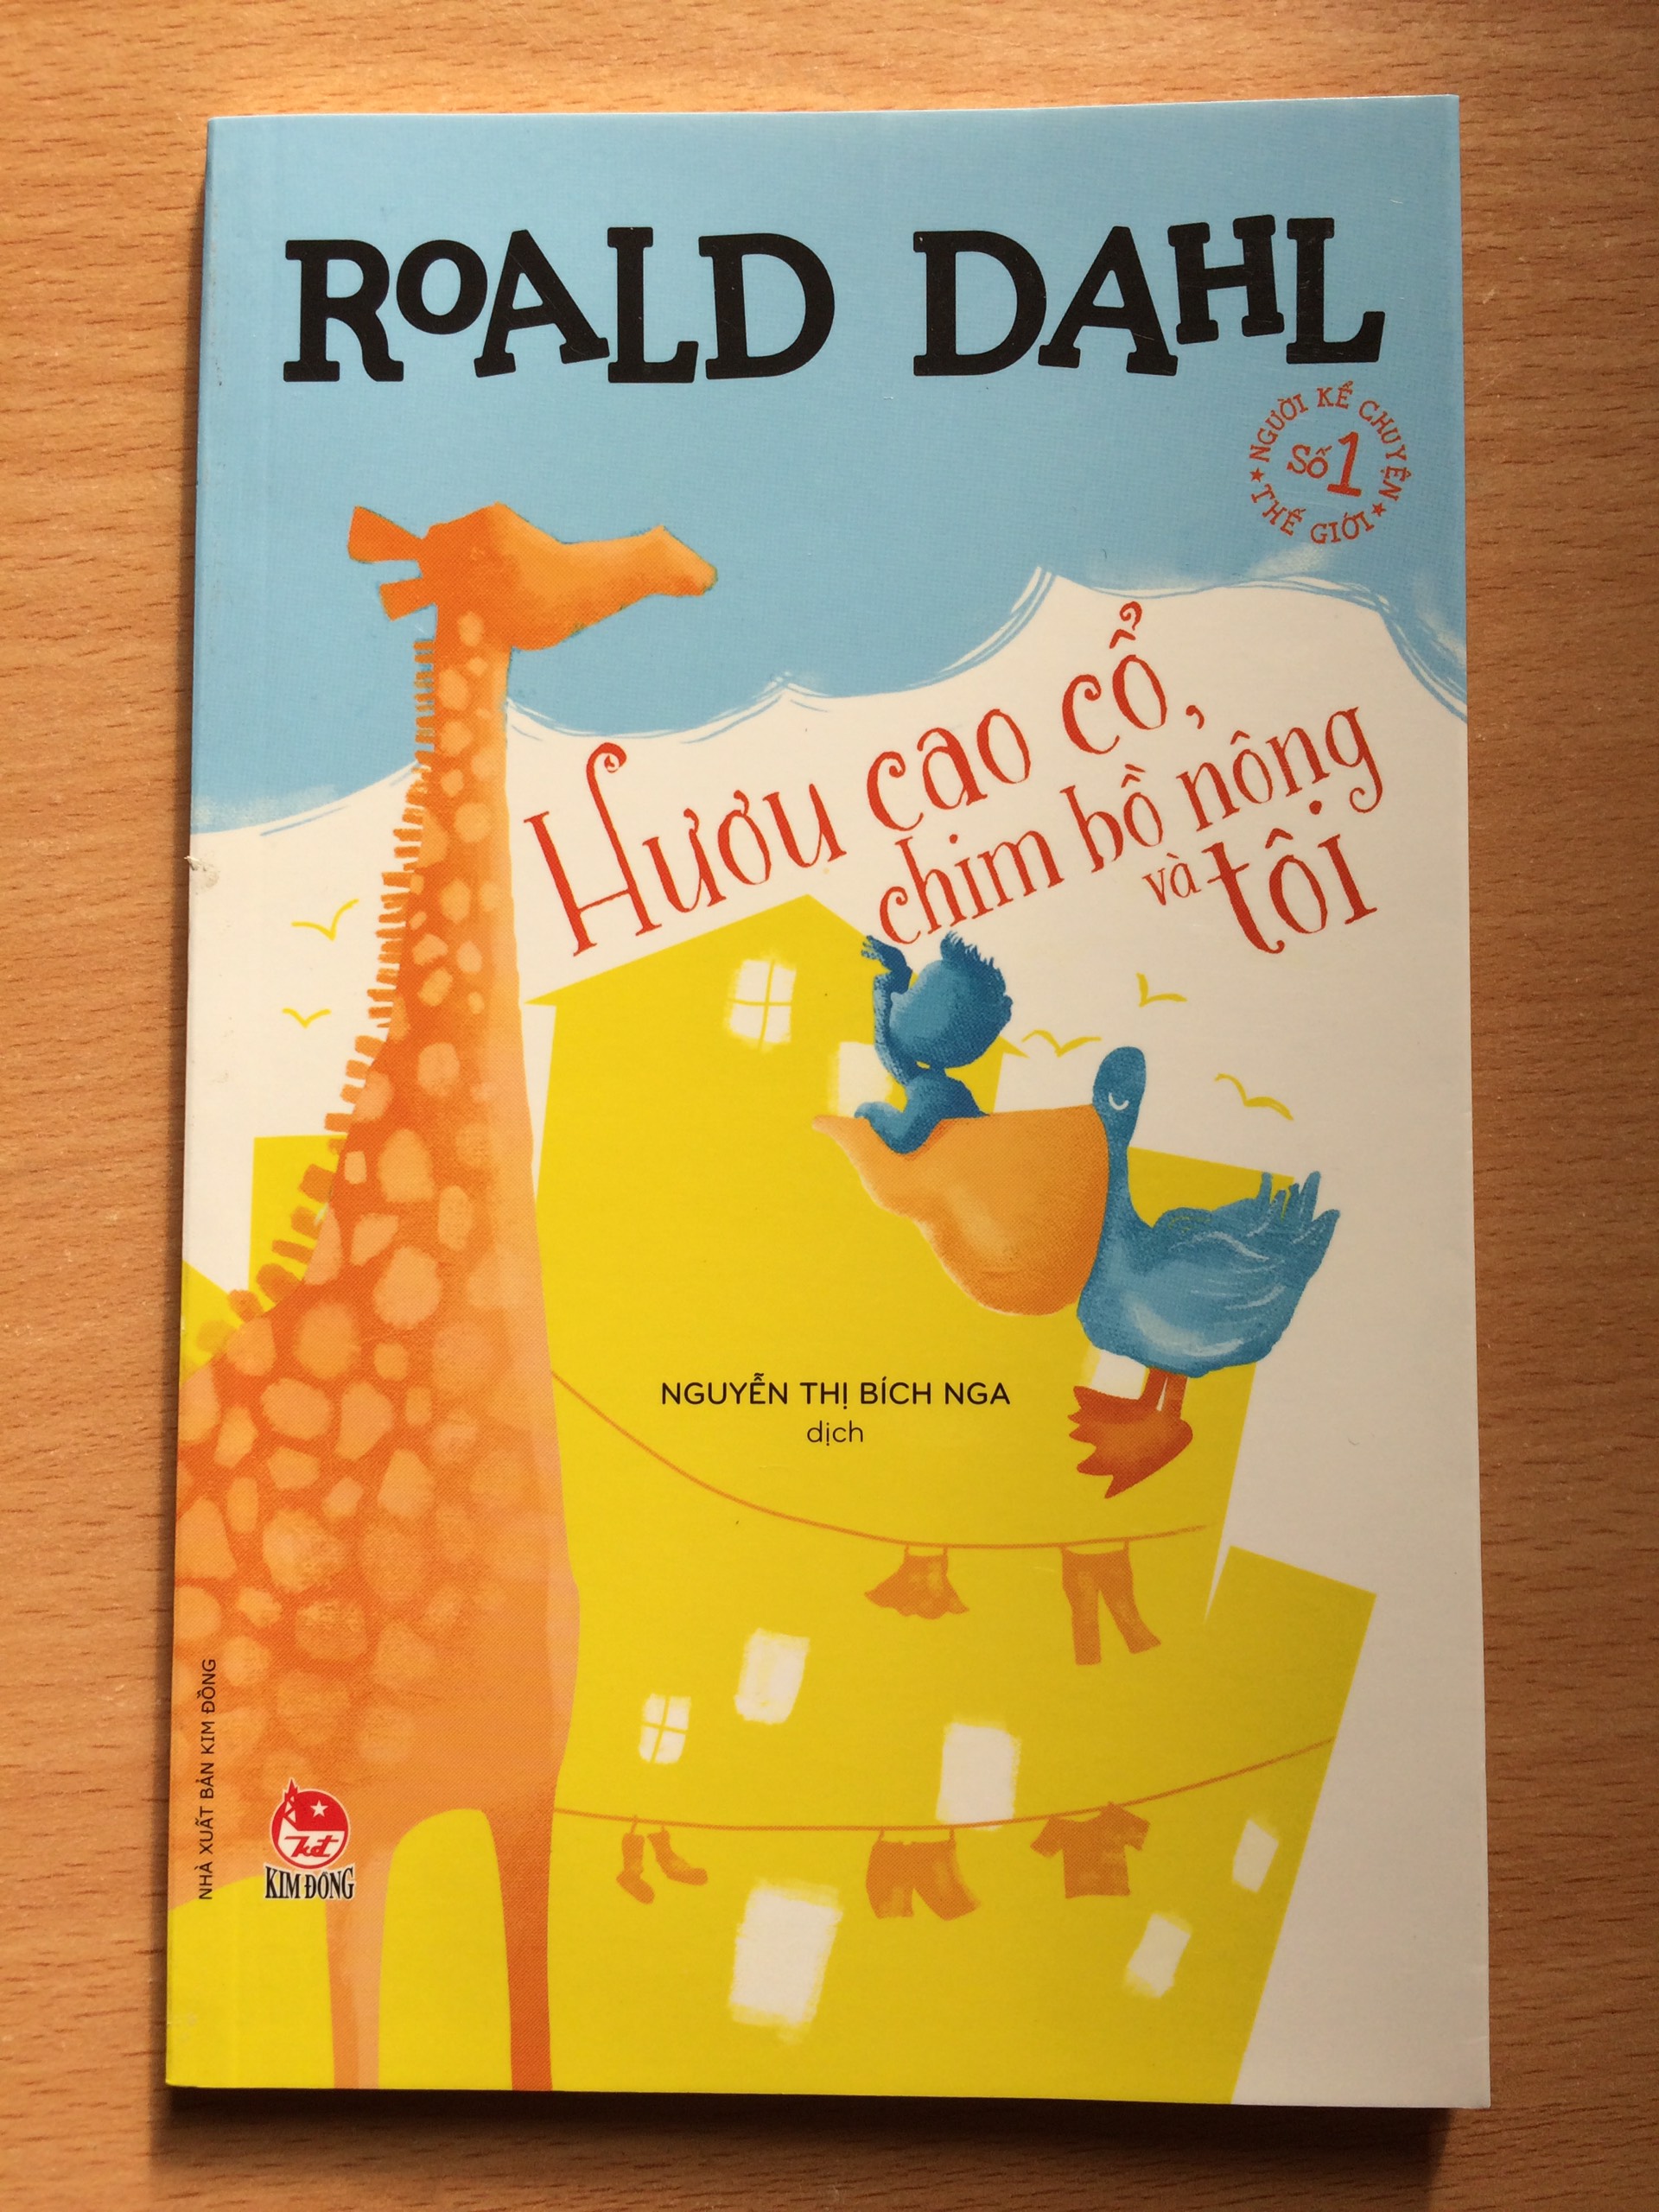 ROALD DAHL
★ NGƯỜI KỂ CHUYỆN ★ THẾ GIỚI
Số 1
Hươu cao cổ,
chim bồ nông
và tôi
NGUYỄN THỊ BÍCH NGA
dịch
NHÀ XUẤT BẢN KIM ĐỒNG
kđ
KIM ĐỒNG